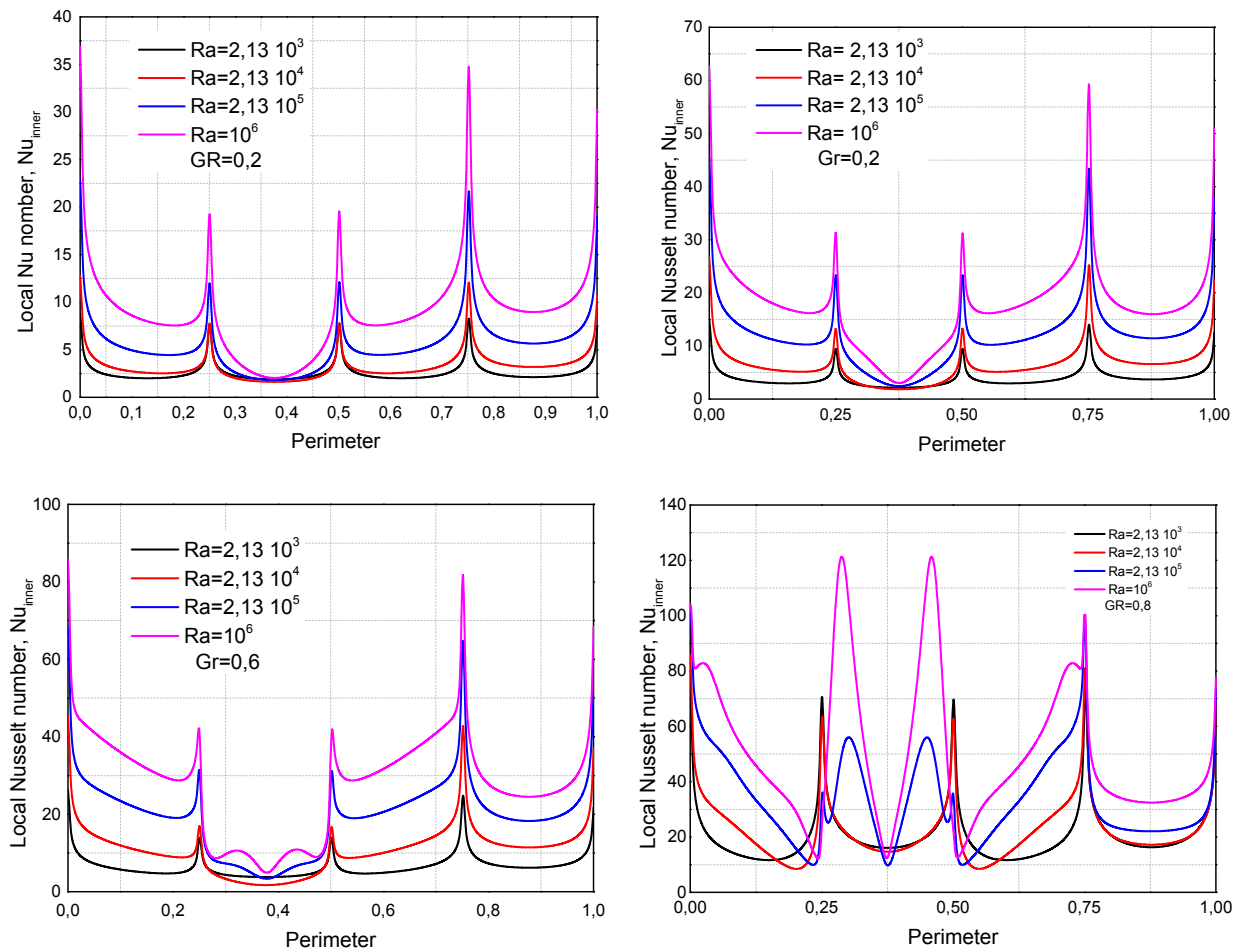 40
35
30
25
20
15
10
5
0
Local Nu nomber, Nu_inner
Ra=2,13 10^3
Ra=2,13 10^4
Ra=2,13 10^5
Ra=10^6
GR=0,2
0,0 0,1 0,2 0,3 0,4 0,5 0,6 0,7 0,8 0,9 1,0
Perimeter
70
60
50
40
30
20
10
0
Local Nusselt number, Nu_inner
Ra= 2,13 10^3
Ra= 2,13 10^4
Ra= 2,13 10^5
Ra= 10^6
Gr=0,2
0,00 0,25 0,50 0,75 1,00
Perimeter
100
80
60
40
20
0
Local Nusselt number, Nu_inner
Ra=2,13 10^3
Ra=2,13 10^4
Ra=2,13 10^5
Ra=10^6
Gr=0,6
0,0 0,2 0,4 0,6 0,8 1,0
Perimeter
140
120
100
80
60
40
20
0
Local Nusselt number, Nu_inner
Ra=2,13 10^3
Ra=2,13 10^4
Ra=2,13 10^5
Ra=10^6
GR=0,8
0,00 0,25 0,50 0,75 1,00
Perimeter